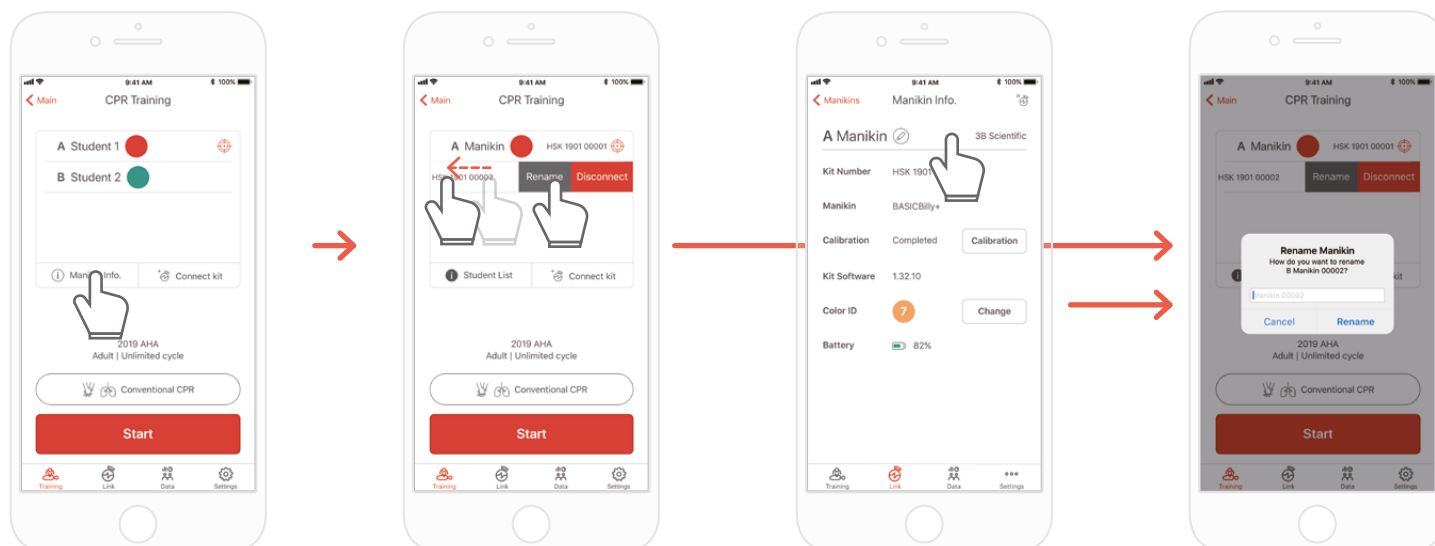 9:41 AM
100%
Main
CPR Training
A Student 1
B Student 2
Info.
Connect kit
2019 AHA
Adult | Unlimited cycle
Conventional CPR
Start
Training
Link
Data
Settings
9:41 AM
100%
Main
CPR Training
A Manikin
HSK 1901 00001
Rename
Disconnect
Student List
Connect kit
2019 AHA
Adult | Unlimited cycle
Conventional CPR
Start
Training
Link
Data
Settings
9:41 AM
100%
Manikins
Manikin Info.
A Manikin
3B Scientific
Kit Number
HSK 1901
Manikin
BASICBilly+
Calibration
Completed
Calibration
Kit Software
1.32.10
Color ID
7
Change
Battery
82%
Training
Link
Data
Settings
9:41 AM
100%
Main
CPR Training
A Manikin
HSK 1901 00001
HSK 1901 00002
Rename
Disconnect
Rename Manikin
How do you want to rename
B Manikin 00002?
Manikin 00002
Cancel
Rename
2019 AHA
Adult | Unlimited cycle
Conventional CPR
Start
Training
Link
Data
Settings